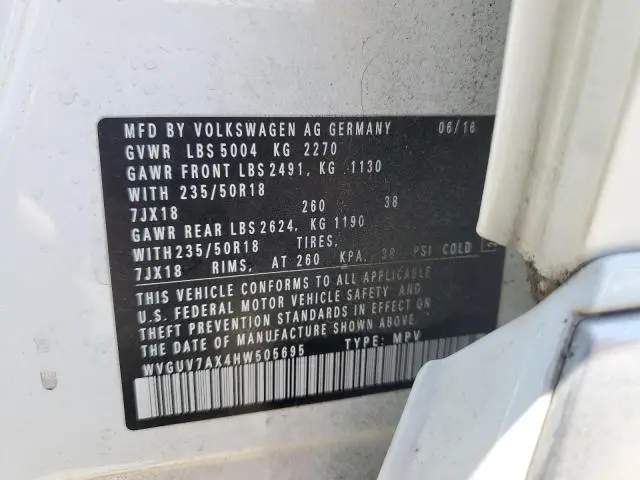 MFD BY VOLKSWAGEN AG GERMANY 06/16
GVWR LBS 5004 KG 2270
GAWR FRONT LBS 2491, KG 1130
WITH 235/50R18
7JX18 260 38
GAWR REAR LBS 2624, KG 1190
WITH 235/50R18 TIRES,
7JX18 RIMS, AT 260 KPA, 38 PSI COLD
THIS VEHICLE CONFORMS TO ALL APPLICABLE
U.S. FEDERAL MOTOR VEHICLE SAFETY AND
THEFT PREVENTION STANDARDS IN EFFECT ON
THE DATE OF MANUFACTURE SHOWN ABOVE.
WVGUV7AX4HW505695 TYPE: MPV